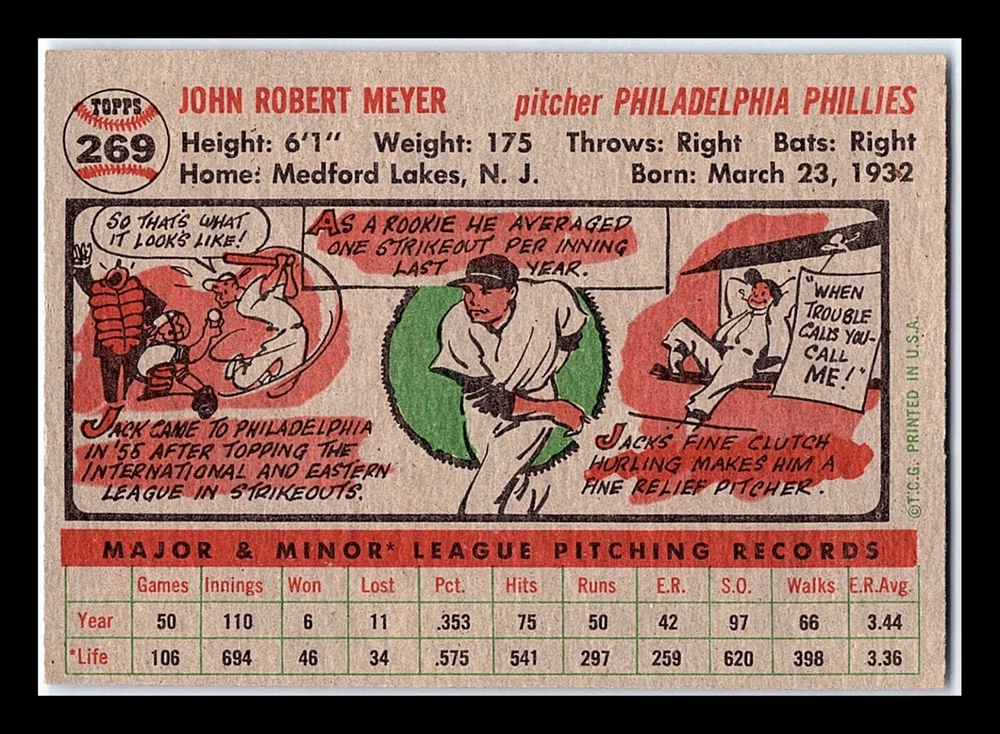 TOPPS
269
JOHN ROBERT MEYER pitcher PHILADELPHIA PHILLIES
Height: 6'1" Weight: 175 Throws: Right Bats: Right
Home: Medford Lakes, N. J. Born: March 23, 1932
SO THAT'S WHAT
IT LOOK'S LIKE!
AS A ROOKIE HE AVERAGED
ONE STRIKEOUT PER INNING
LAST YEAR.
"WHEN
TROUBLE
CALLS YOU-
CALL
ME!"
JACK CAME TO PHILADELPHIA
IN '55 AFTER TOPPING THE
INTERNATIONAL AND EASTERN
LEAGUE IN STRIKEOUTS.
JACK'S FINE CLUTCH
HURLING MAKES HIM A
FINE RELIEF PITCHER.
©T.C.G. PRINTED IN U.S.A.
MAJOR & MINOR* LEAGUE PITCHING RECORDS
Games Innings Won Lost Pct. Hits Runs E.R. S.O. Walks E.R.Avg.
Year 50 110 6 11 .353 75 50 42 97 66 3.44
*Life 106 694 46 34 .575 541 297 259 620 398 3.36